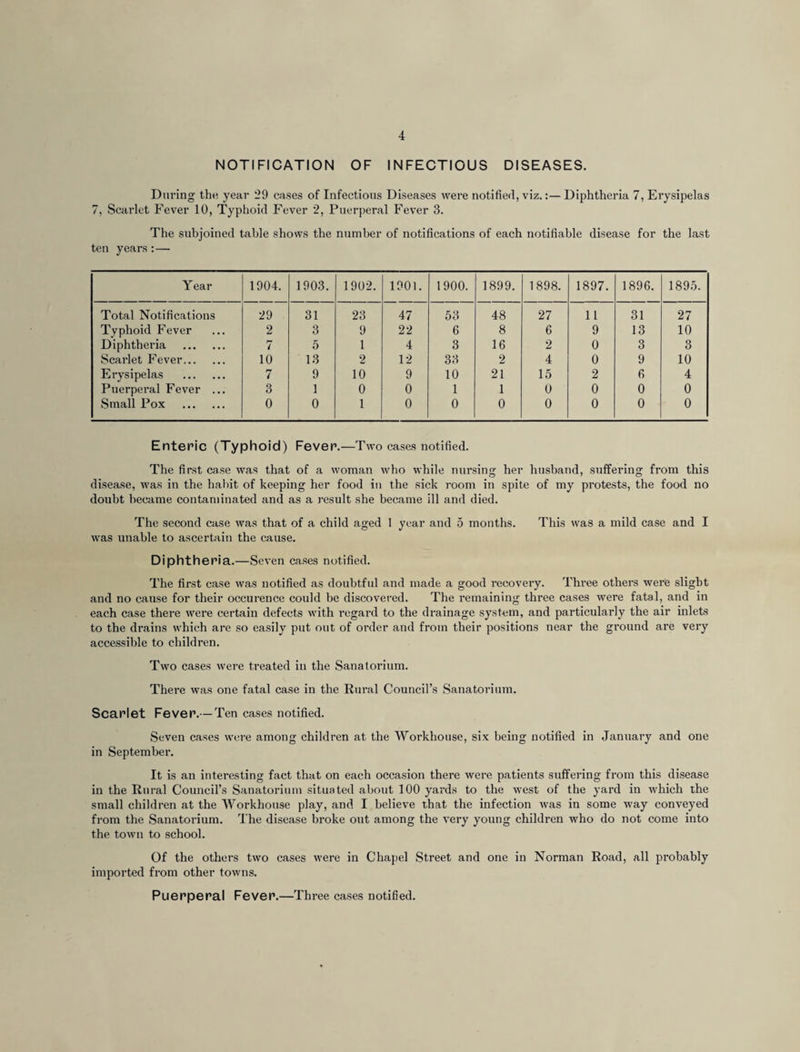 4
NOTIFICATION OF INFECTIOUS DISEASES.
During the year 29 cases of Infectious Diseases were notified, viz.:— Diphtheria 7, Erysipelas
7, Scarlet Fever 10, Typhoid Fever 2, Puerperal Fever 3.
The subjoined table shows the number of notifications of each notifiable disease for the last
ten years:—
Year 1904. 1903. 1902. 1901. 1900. 1899. 1898. 1897. 1896. 1895.
Total Notifications 29 31 23 47 53 48 27 11 31 27
Typhoid Fever ... 2 3 9 22 6 8 6 9 13 10
Diphtheria ... ... 7 5 1 4 3 16 2 0 3 3
Scarlet Fever... ... 10 13 2 12 33 2 4 0 9 10
Erysipelas ... ... 7 9 10 9 10 21 15 2 6 4
Puerperal Fever ... 3 1 0 0 1 1 0 0 0 0
Small Pox ... ... 0 0 1 0 0 0 0 0 0 0
Enteric (Typhoid) Fever.—Two cases notified.
The first case was that of a woman who while nursing her husband, suffering from this
disease, was in the habit of keeping her food in the sick room in spite of my protests, the food no
doubt became contaminated and as a result she became ill and died.
The second case was that of a child aged 1 year and 5 months. This was a mild case and I
was unable to ascertain the cause.
Diphtheria.—Seven cases notified.
The first case was notified as doubtful and made a good recovery. Three others were slight
and no cause for their occurence could be discovered. The remaining three cases were fatal, and in
each case there were certain defects with regard to the drainage system, and particularly the air inlets
to the drains which are so easily put out of order and from their positions near the ground are very
accessible to children.
Two cases were treated in the Sanatorium.
There was one fatal case in the Rural Council's Sanatorium.
Scarlet Fever.—Ten cases notified.
Seven cases were among children at the Workhouse, six being notified in January and one
in September.
It is an interesting fact that on each occasion there were patients suffering from this disease
in the Rural Council's Sanatorium situated about 100 yards to the west of the yard in which the
small children at the Workhouse play, and I believe that the infection was in some way conveyed
from the Sanatorium. The disease broke out among the very young children who do not come into
the town to school.
Of the others two cases were in Chapel Street and one in Norman Road, all probably
imported from other towns.
Puerperal Fever.—Three cases notified.